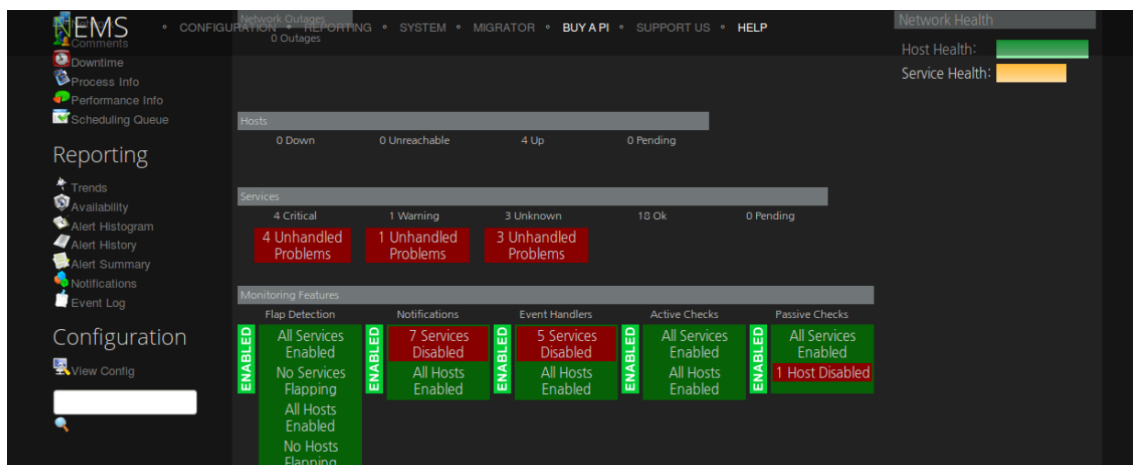 NEMS
CONFIGURATION • REPORTING • SYSTEM • MIGRATOR • BUY A PI • SUPPORT US • HELP
Comments
Downtime
Process Info
Performance Info
Scheduling Queue
Reporting
Trends
Availability
Alert Histogram
Alert History
Alert Summary
Notifications
Event Log
Configuration
View Config
Network Outages
0 Outages
Network Health
Host Health:
Service Health:
Hosts
0 Down 0 Unreachable 4 Up 0 Pending
Services
4 Critical 1 Warning 3 Unknown 18 Ok 0 Pending
4 Unhandled 1 Unhandled 3 Unhandled
Problems Problems Problems
Monitoring Features
Flap Detection Notifications Event Handlers Active Checks Passive Checks
ENABLED
All Services
Enabled
No Services
Flapping
All Hosts
Enabled
No Hosts
Flapping
ENABLED
7 Services
Disabled
All Hosts
Enabled
ENABLED
5 Services
Disabled
All Hosts
Enabled
ENABLED
All Services
Enabled
All Hosts
Enabled
ENABLED
All Services
Enabled
1 Host Disabled